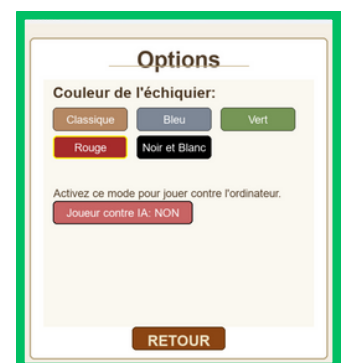 Options
Couleur de l'échiquier:
Classique Bleu Vert
Rouge Noir et Blanc
Activez ce mode pour jouer contre l'ordinateur.
Joueur contre IA: NON
RETOUR